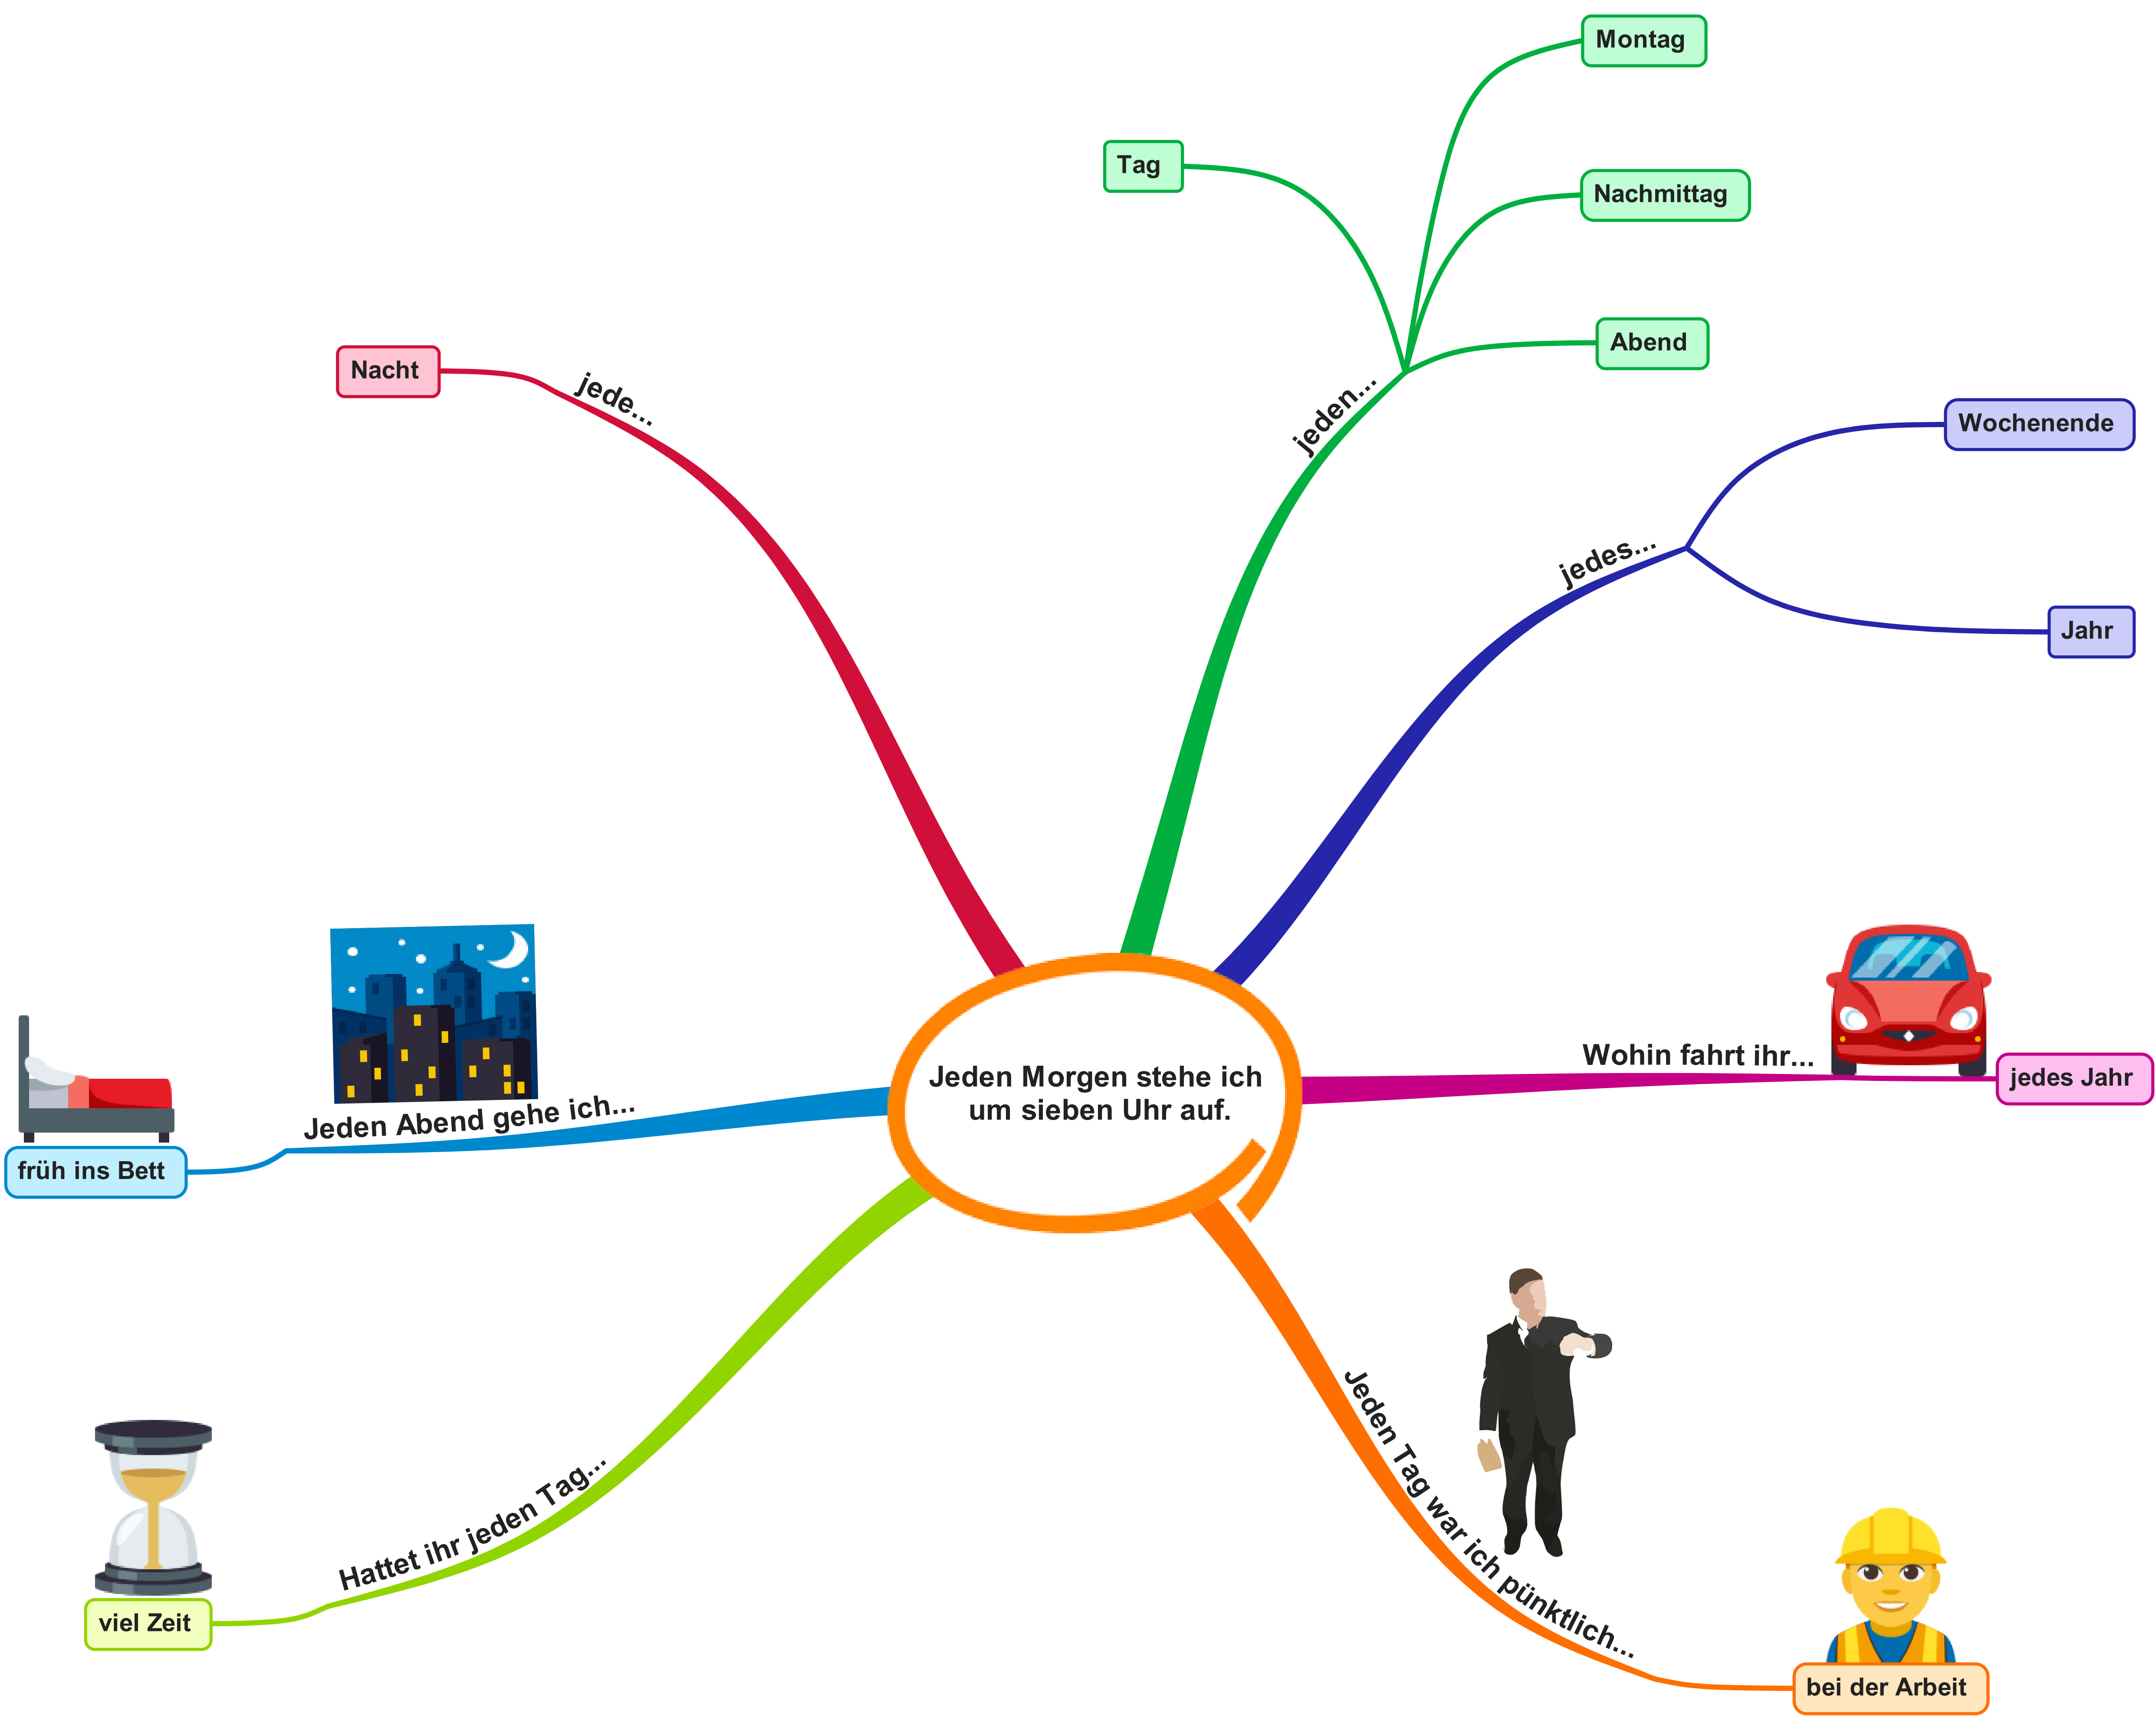 Montag
Tag
Nachmittag
Abend
jeden...
Nacht
jede...
Wochenende
jedes...
Jahr
Jeden Morgen stehe ich
um sieben Uhr auf.
Wohin fahrt ihr...
jedes Jahr
Jeden Abend gehe ich...
früh ins Bett
Hattet ihr jeden Tag...
viel Zeit
Jeden Tag war ich pünktlich...
bei der Arbeit